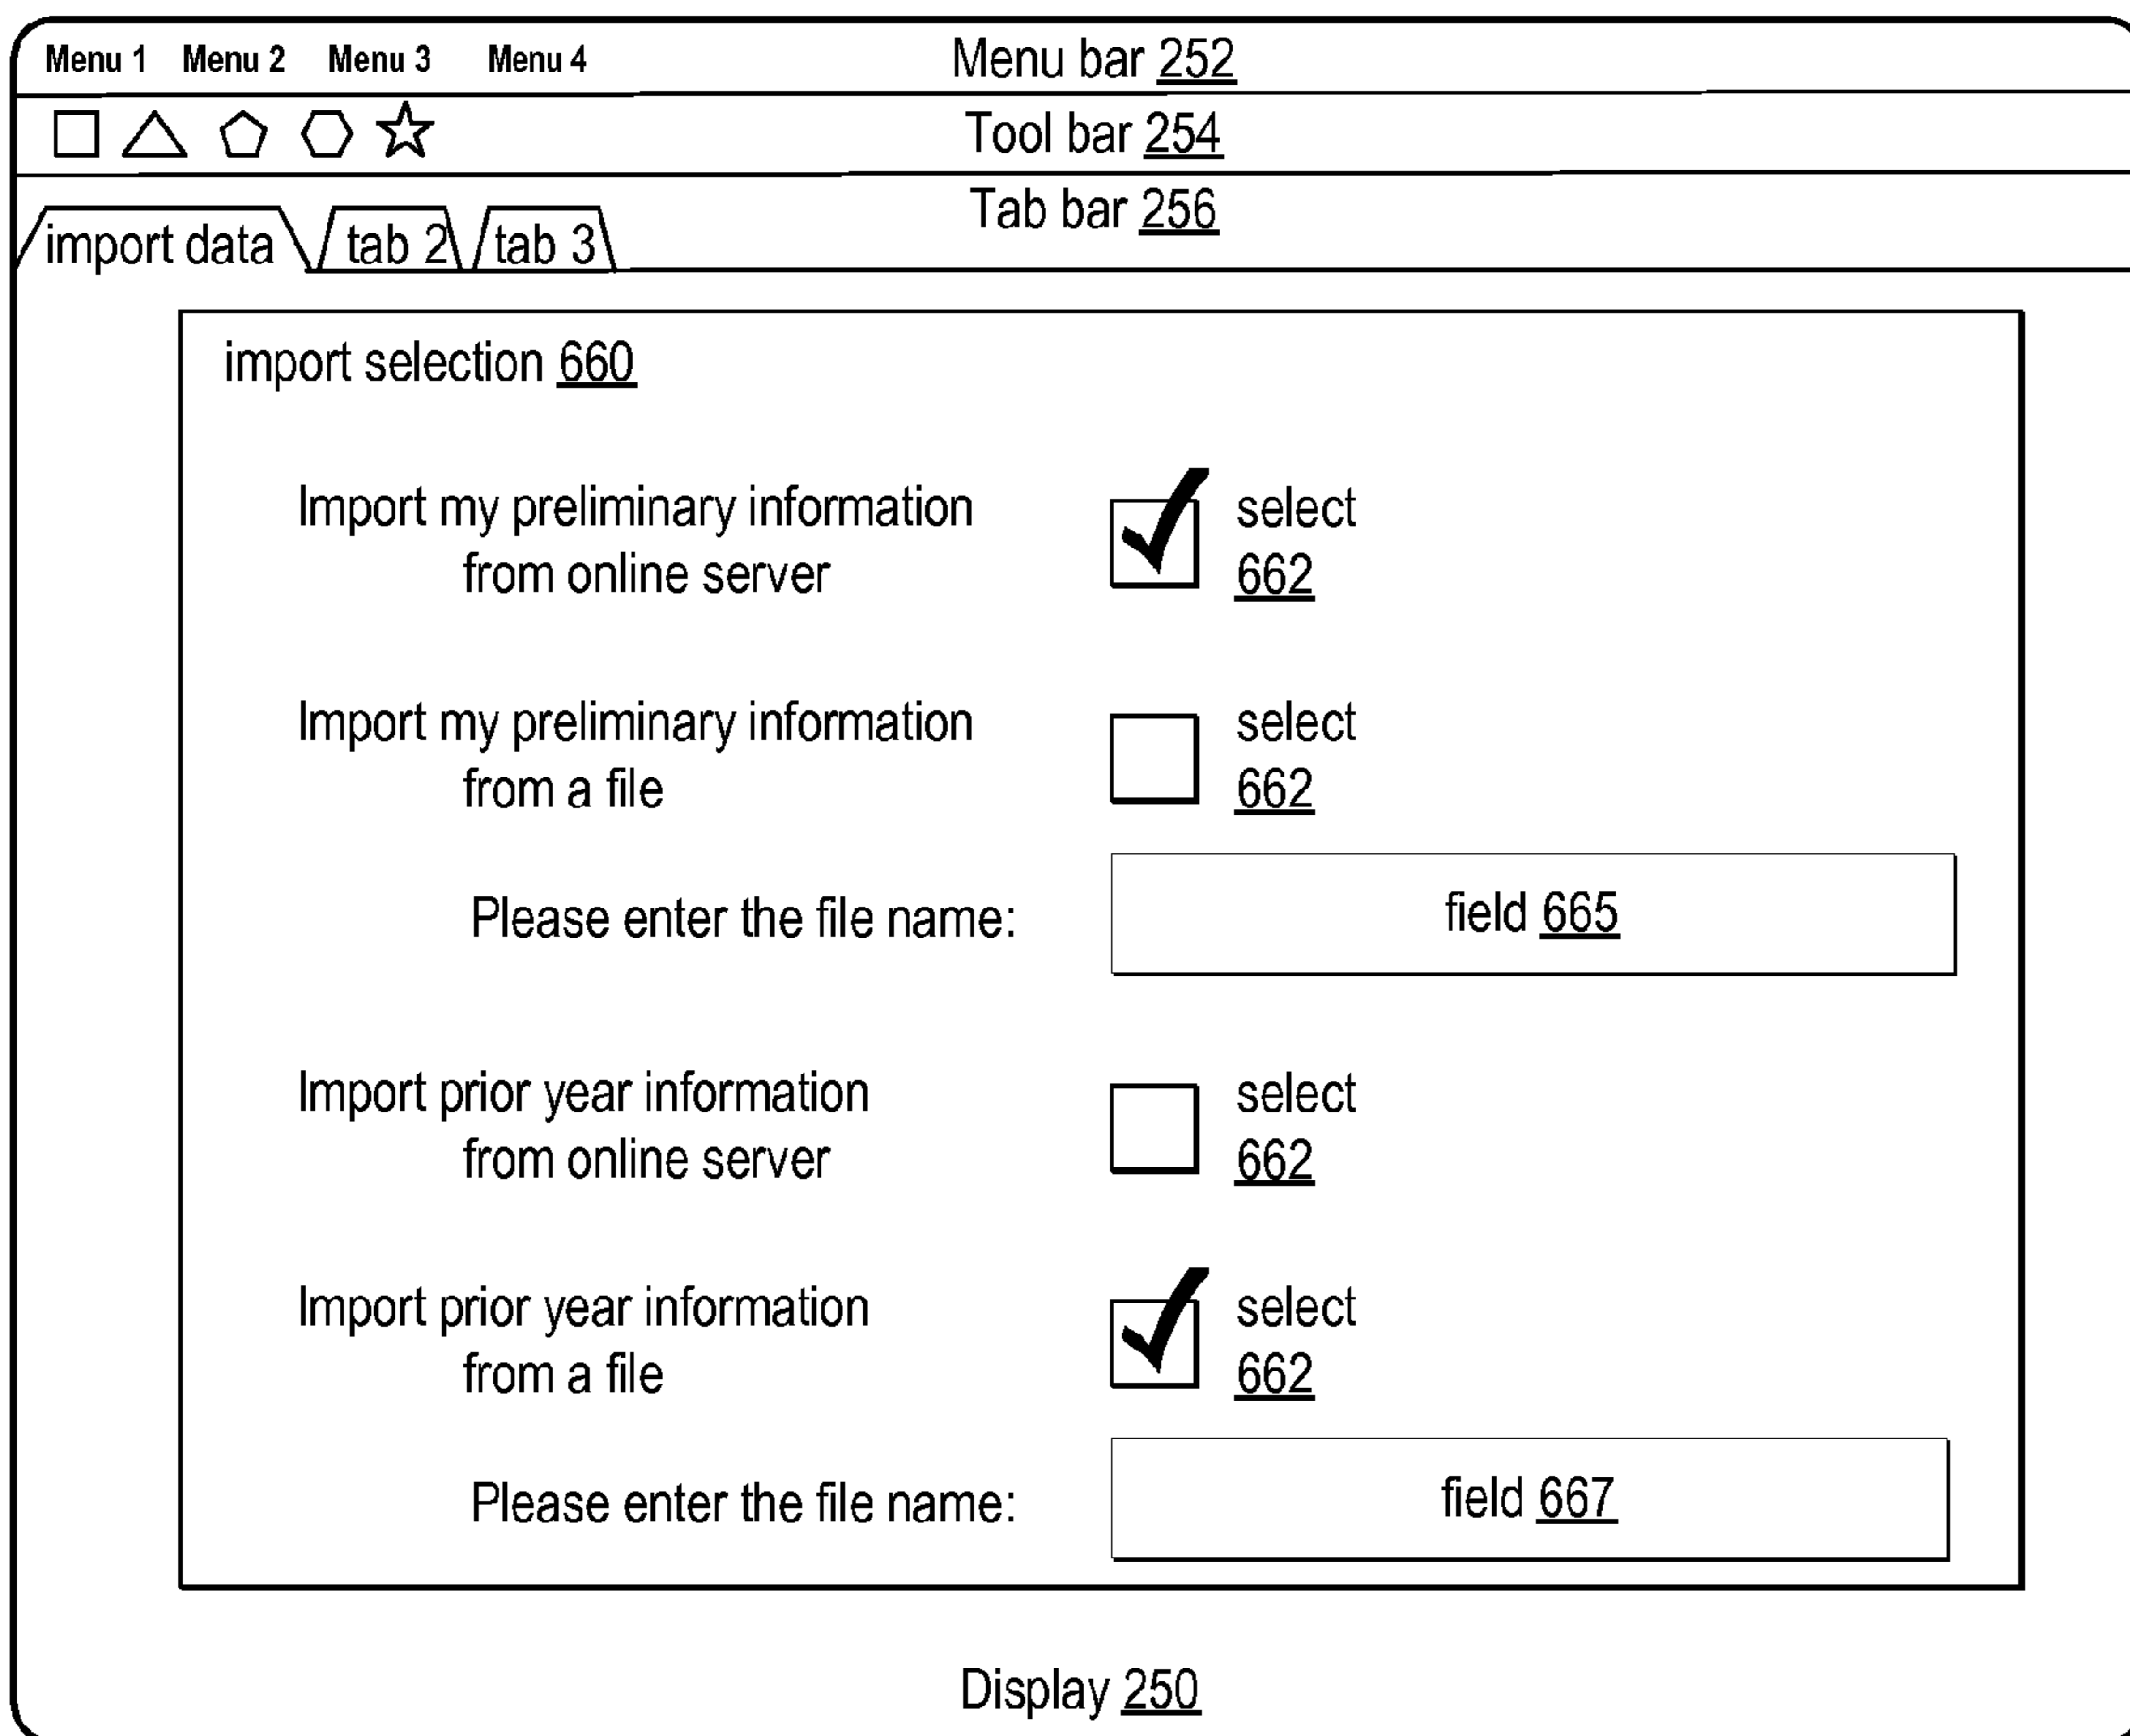 Menu 1 Menu 2 Menu 3 Menu 4 Menu bar 252
Tool bar 254
Tab bar 256
import data tab 2 tab 3
import selection 660
Import my preliminary information select
from online server 662
Import my preliminary information select
from a file 662
Please enter the file name: field 665
Import prior year information select
from online server 662
Import prior year information select
from a file 662
Please enter the file name: field 667
Display 250